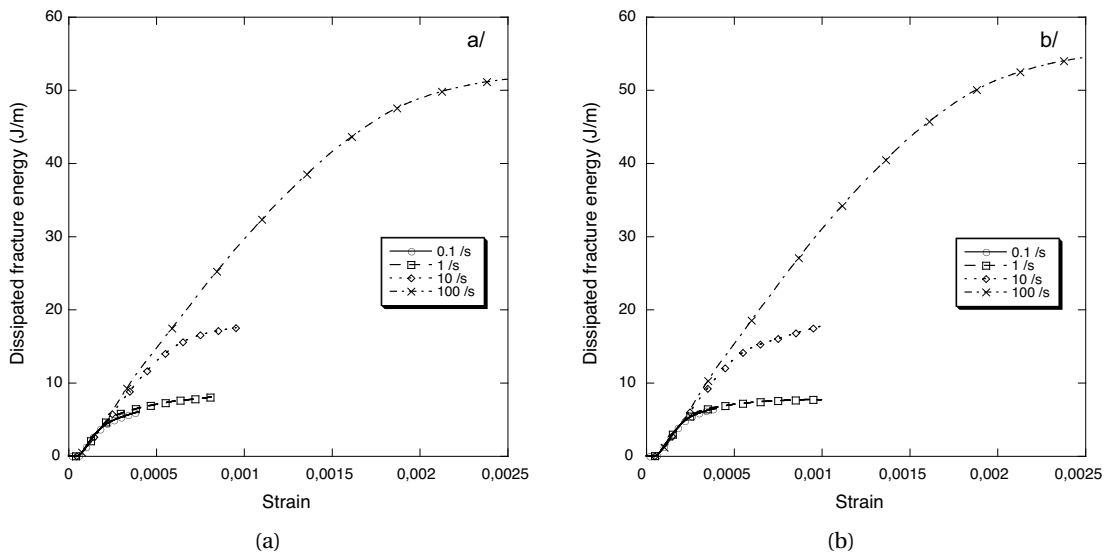 a/
Dissipated fracture energy (J/m)
60
50
40
30
20
10
0
0.1 /s
1 /s
10 /s
100 /s
0 0,0005 0,001 0,0015 0,002 0,0025
Strain
(a)
b/
Dissipated fracture energy (J/m)
60
50
40
30
20
10
0
0.1 /s
1 /s
10 /s
100 /s
0 0,0005 0,001 0,0015 0,002 0,0025
Strain
(b)